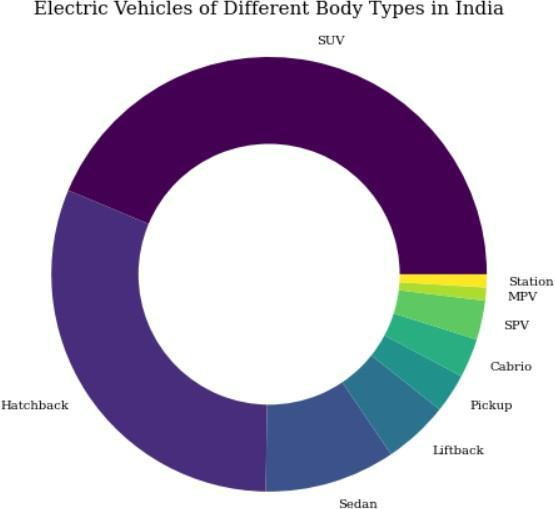 Electric Vehicles of Different Body Types in India
SUV
Station
MPV
SPV
Cabrio
Hatchback
Pickup
Liftback
Sedan